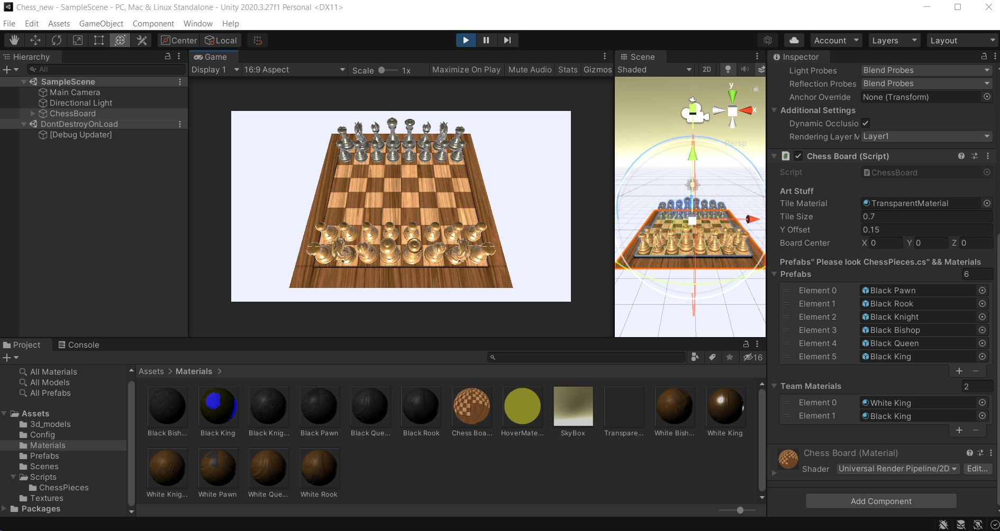 Chess_new - SampleScene - PC, Mac & Linux Standalone - Unity 2020.3.27f1 Personal <DX11>
File Edit Assets GameObject Component Window Help
Center Local Account Layers Layout
Hierarchy
All
SampleScene
Main Camera
Directional Light
ChessBoard
DontDestroyOnLoad
[Debug Updater]
Game
Display 1 16:9 Aspect Scale 1x Maximize On Play Mute Audio Stats Gizmos
Scene
Shaded 2D
y
x
Persp
Inspector
Light Probes Blend Probes
Reflection Probes Blend Probes
Anchor Override None (Transform)
Additional Settings
Dynamic Occlusio
Rendering Layer M Layer1
# Chess Board (Script)
Script ChessBoard
Art Stuff
Tile Material TransparentMaterial
Tile Size 0.7
Y Offset 0.15
Board Center X 0 Y 0 Z 0
Prefabs" Please look ChessPieces.cs" && Materials
Prefabs 6
Element 0 Black Pawn
Element 1 Black Rook
Element 2 Black Knight
Element 3 Black Bishop
Element 4 Black Queen
Element 5 Black King
Team Materials 2
Element 0 White King
Element 1 Black King
Chess Board (Material)
Shader Universal Render Pipeline/2D Edit...
Add Component
Project Console
16
All Materials
All Models
All Prefabs
Assets
3d_models
Config
Materials
Prefabs
Scenes
Scripts
ChessPieces
Textures
Packages
Assets > Materials >
Black Bish... Black King Black Knig... Black Pawn Black Que... Black Rook Chess Boa... HoverMate... SkyBox Transpare... White Bish... White King
White Knig... White Pawn White Que... White Rook